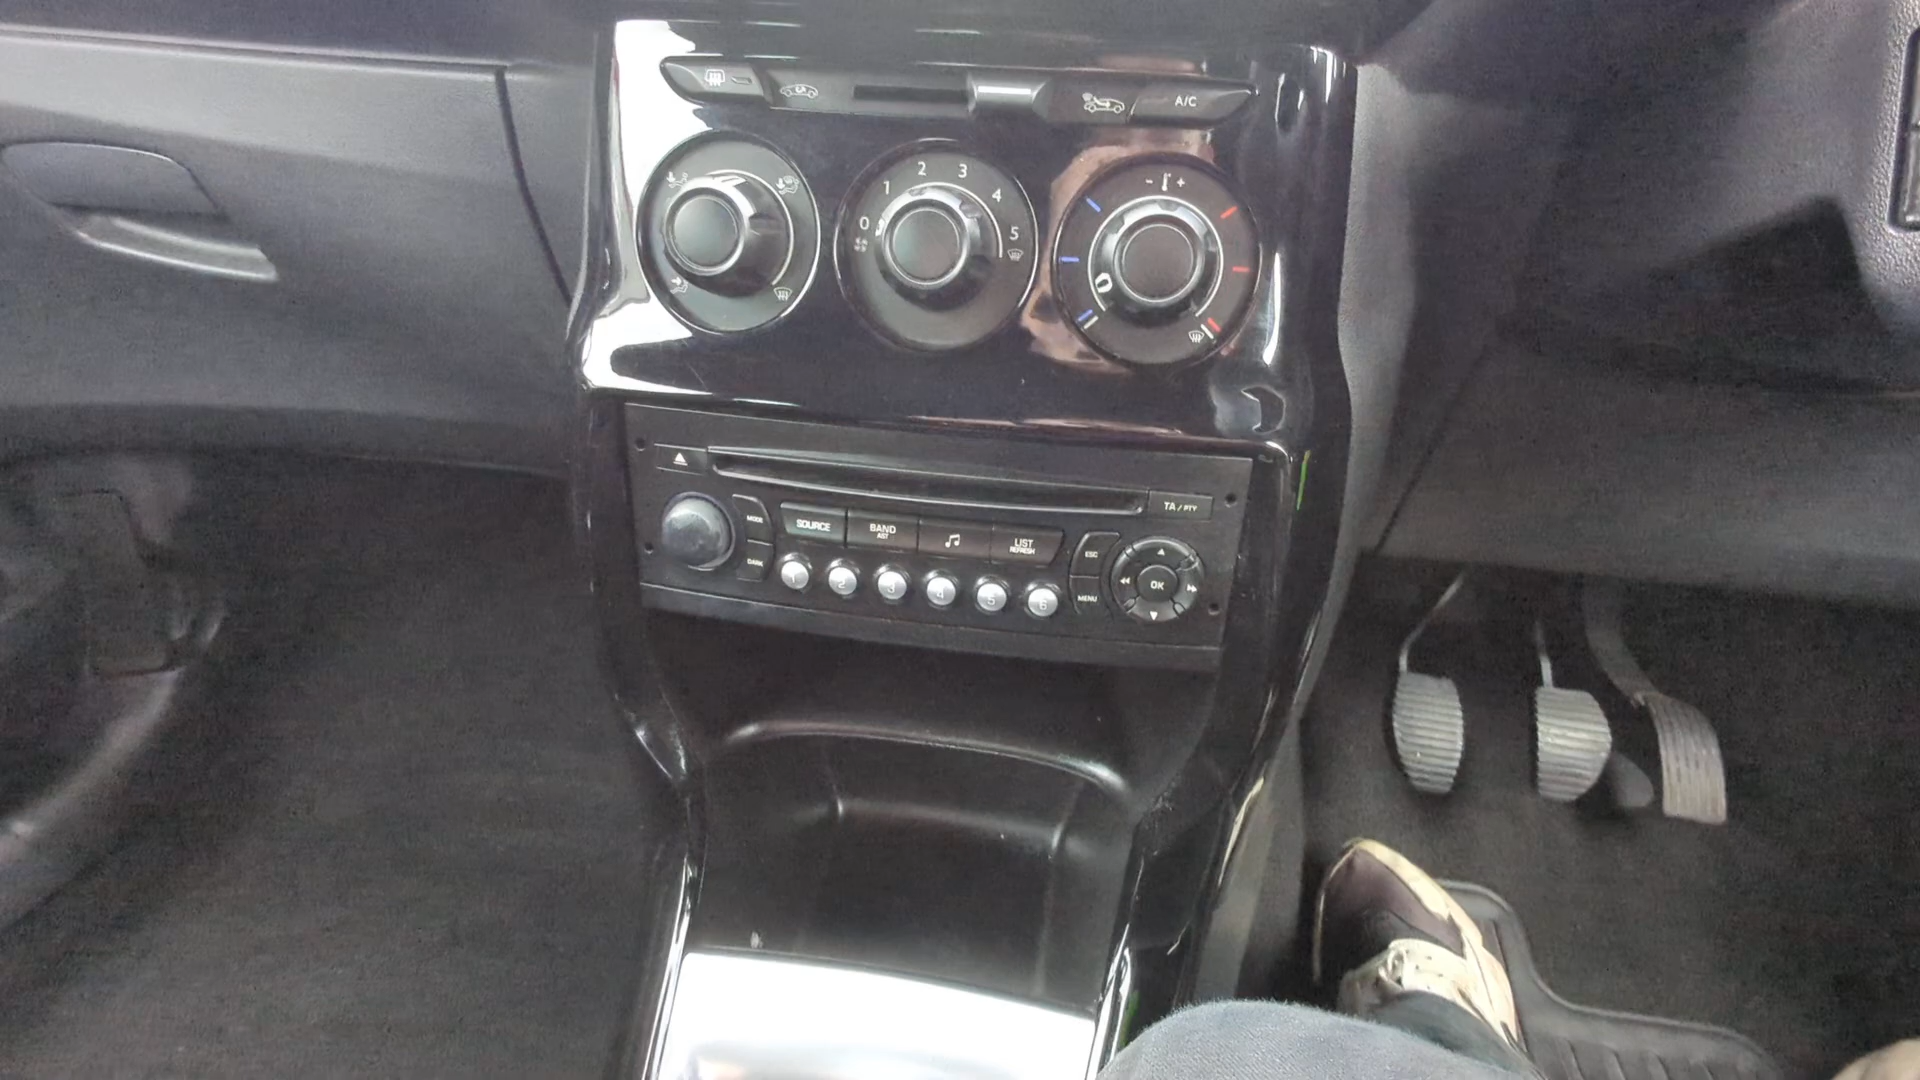 A/C
0 1 2 3 4 5
- +
TA / PTY
MODE
SOURCE
BAND
AST
LIST
REFRESH
ESC
DARK
1 2 3 4 5 6
MENU
OK